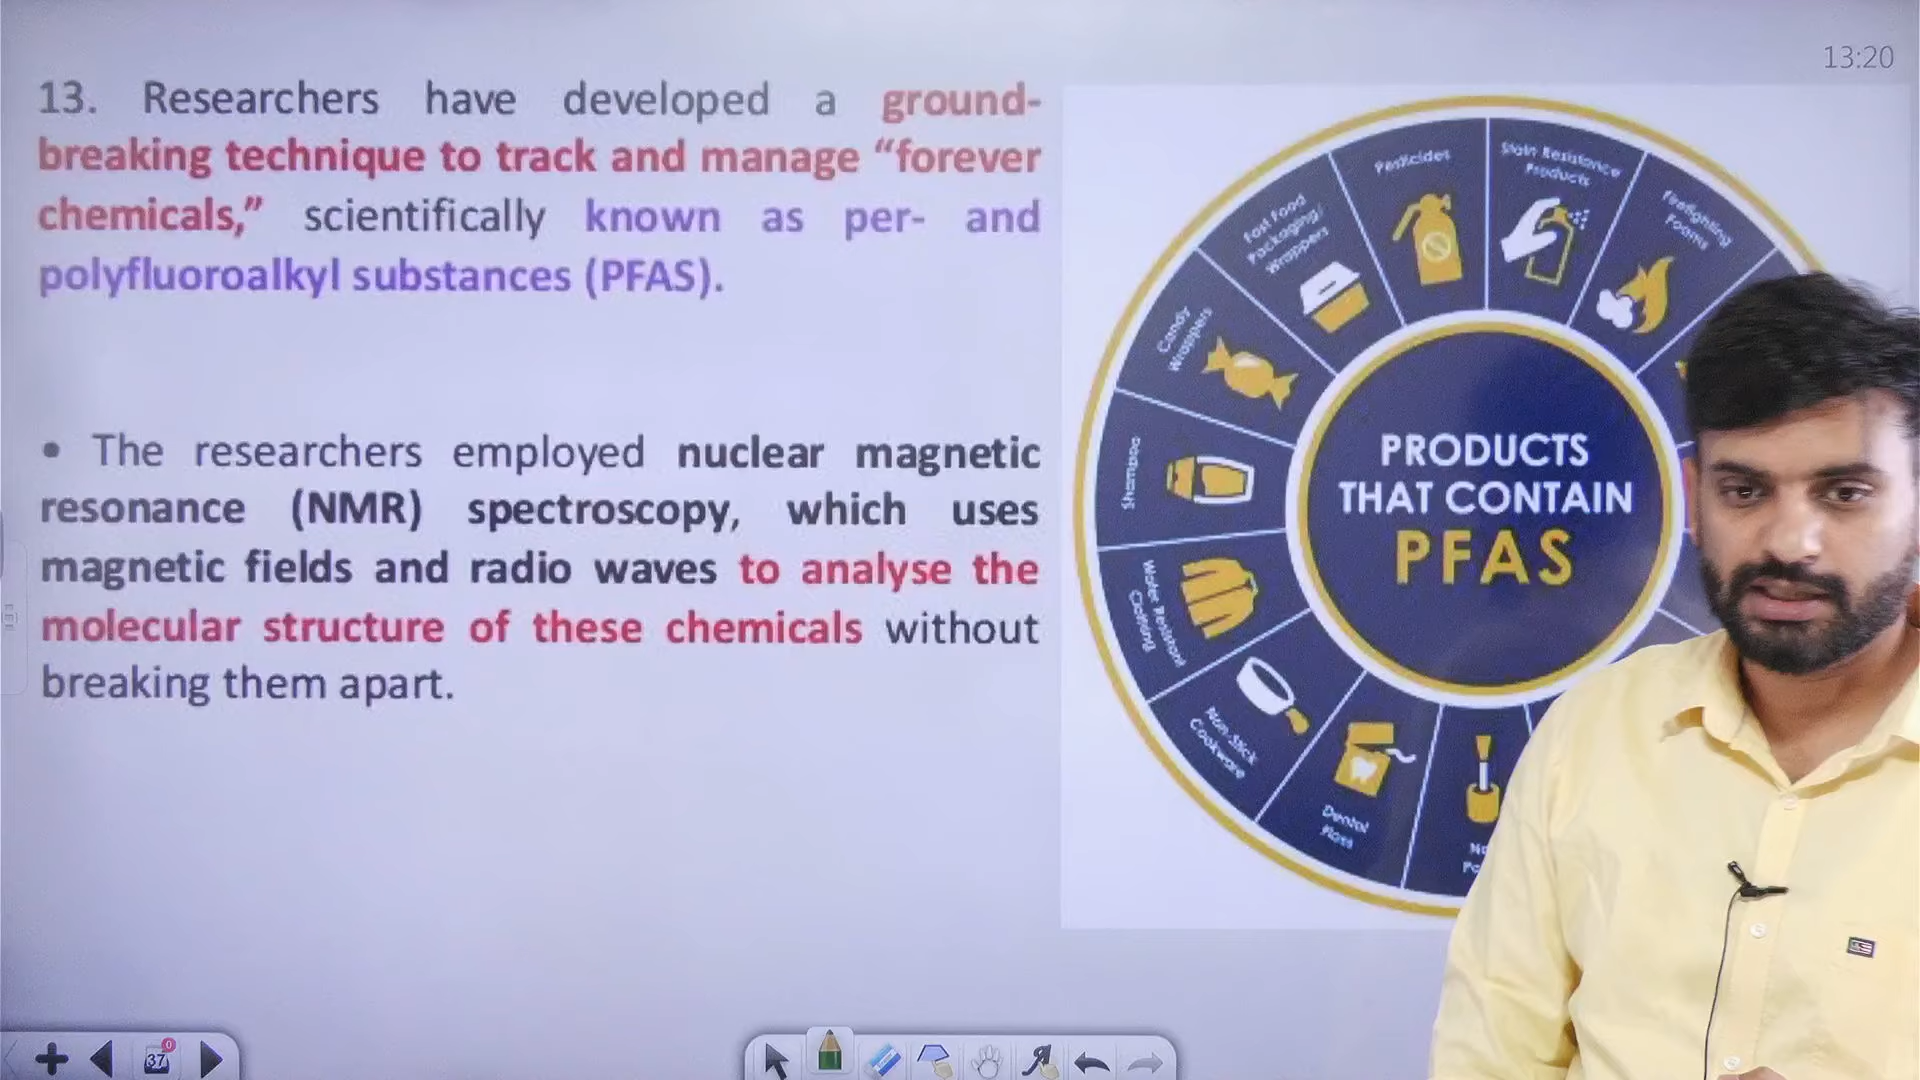 13:20
13. Researchers have developed a ground-
breaking technique to track and manage “forever
chemicals,” scientifically known as per- and
polyfluoroalkyl substances (PFAS).
• The researchers employed nuclear magnetic
resonance (NMR) spectroscopy, which uses
magnetic fields and radio waves to analyse the
molecular structure of these chemicals without
breaking them apart.
Pesticides
Stain Resistance
Products
Firefighting
Foams
Fast Food
Packaging/
Wrappers
Candy
Wrappers
Shampoo
Water Resistant
Clothing
Non-Stick
Cookware
Dental
Floss
PRODUCTS
THAT CONTAIN
PFAS
37
0